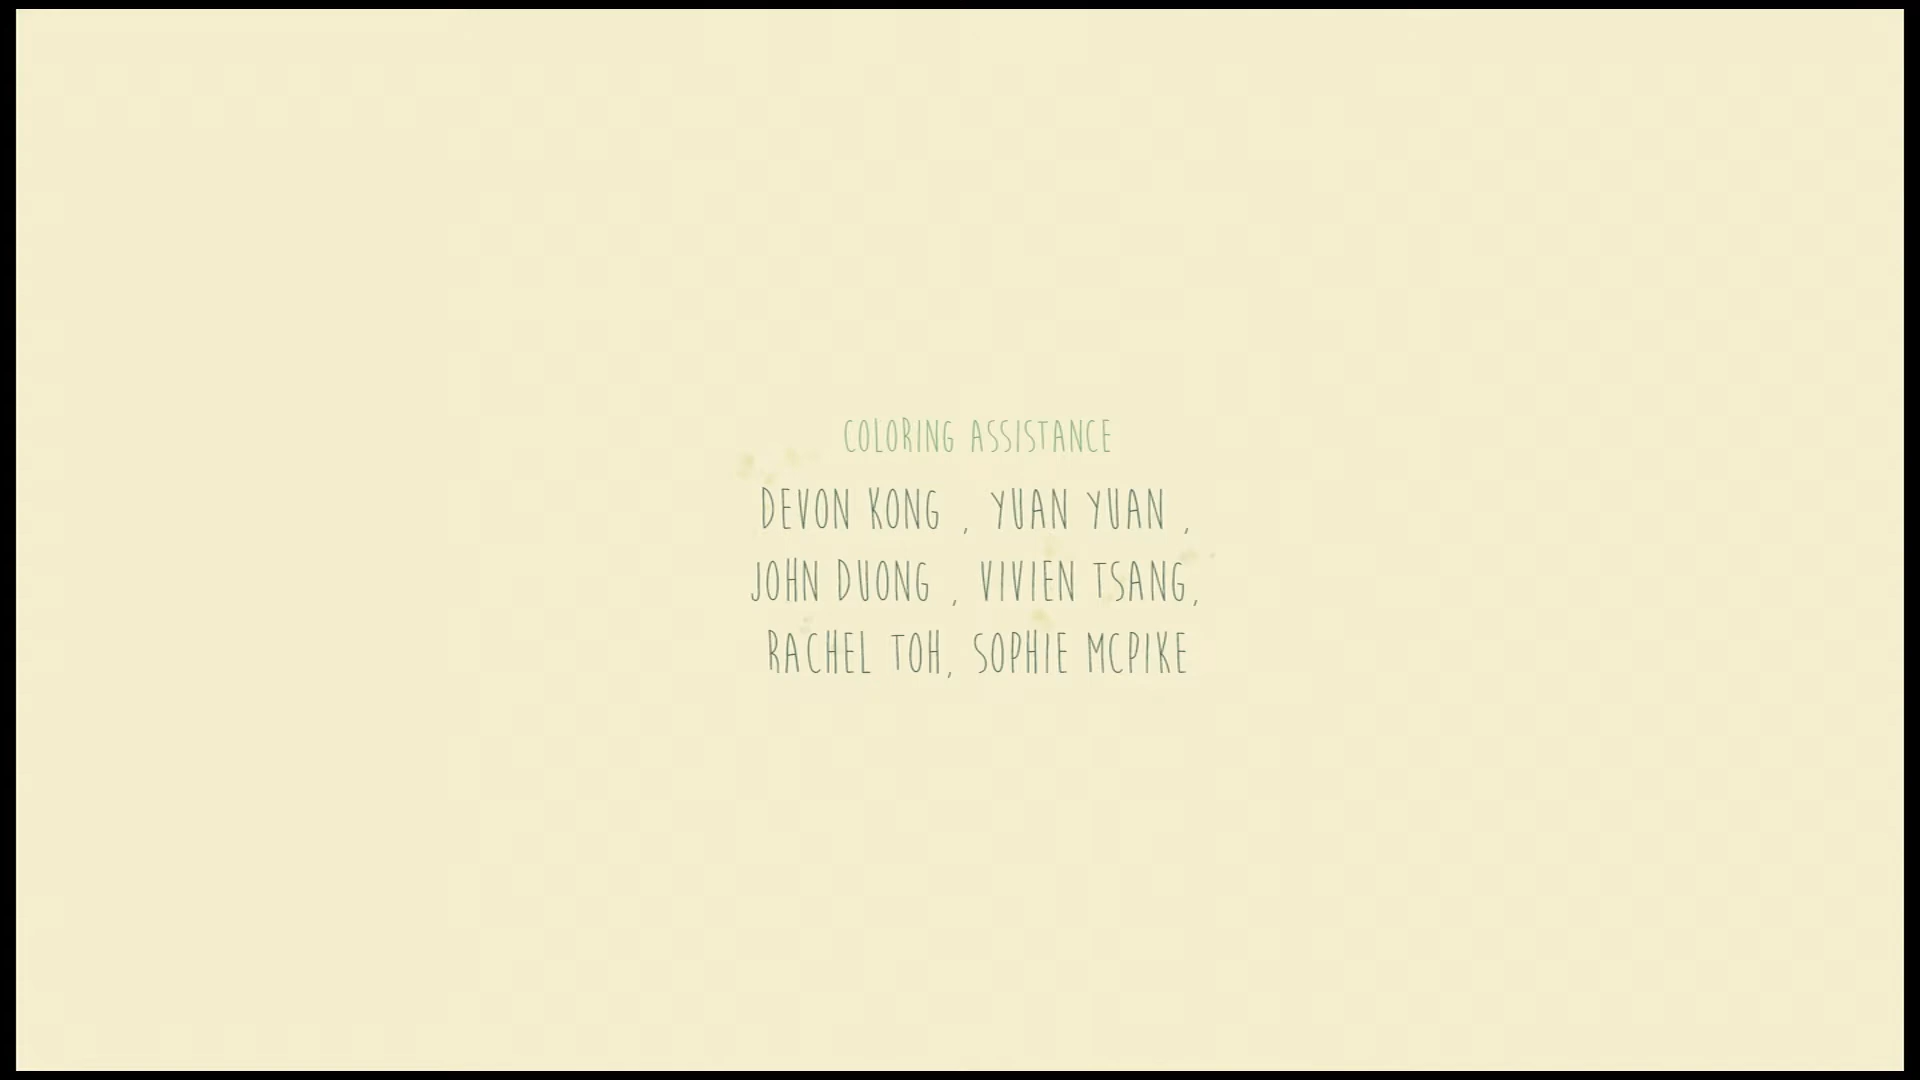 COLORING ASSISTANCE
DEVON KONG , YUAN YUAN ,
JOHN DUONG , VIVIEN TSANG,
RACHEL TOH, SOPHIE MCPIKE